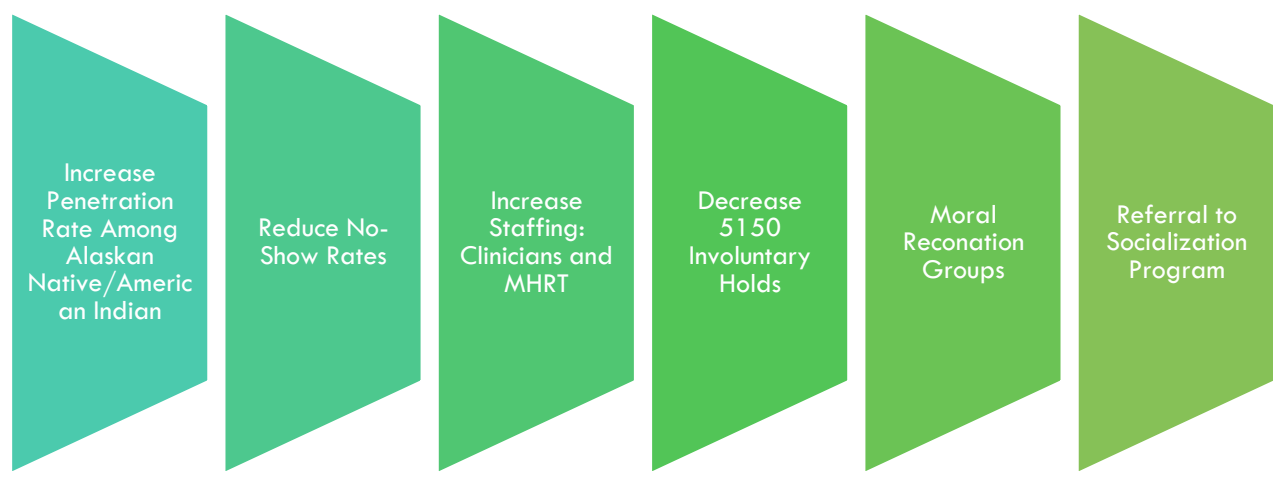 Increase
Penetration
Rate Among
Alaskan
Native/Americ
an Indian
Reduce No-
Show Rates
Increase
Staffing:
Clinicians and
MHRT
Decrease
5150
Involuntary
Holds
Moral
Reconation
Groups
Referral to
Socialization
Program